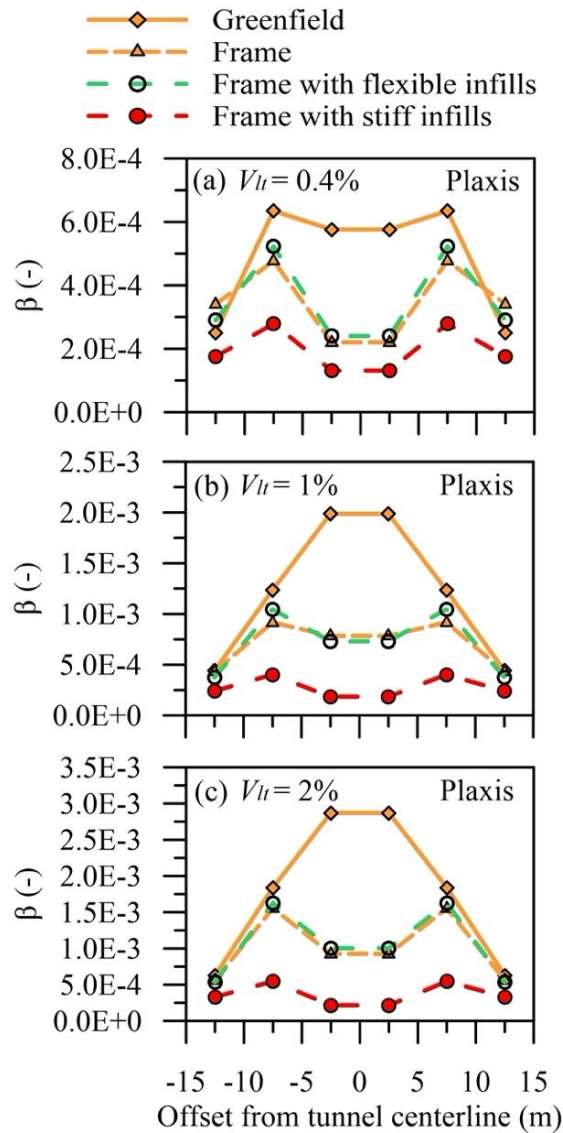 Greenfield
Frame
Frame with flexible infills
Frame with stiff infills
8.0E-4
6.0E-4
4.0E-4
2.0E-4
0.0E+0
β (-)
(a) Vlt = 0.4% Plaxis
2.5E-3
2.0E-3
1.5E-3
1.0E-3
5.0E-4
0.0E+0
β (-)
(b) Vlt = 1% Plaxis
3.5E-3
3.0E-3
2.5E-3
2.0E-3
1.5E-3
1.0E-3
5.0E-4
0.0E+0
β (-)
(c) Vlt = 2% Plaxis
-15 -10 -5 0 5 10 15
Offset from tunnel centerline (m)